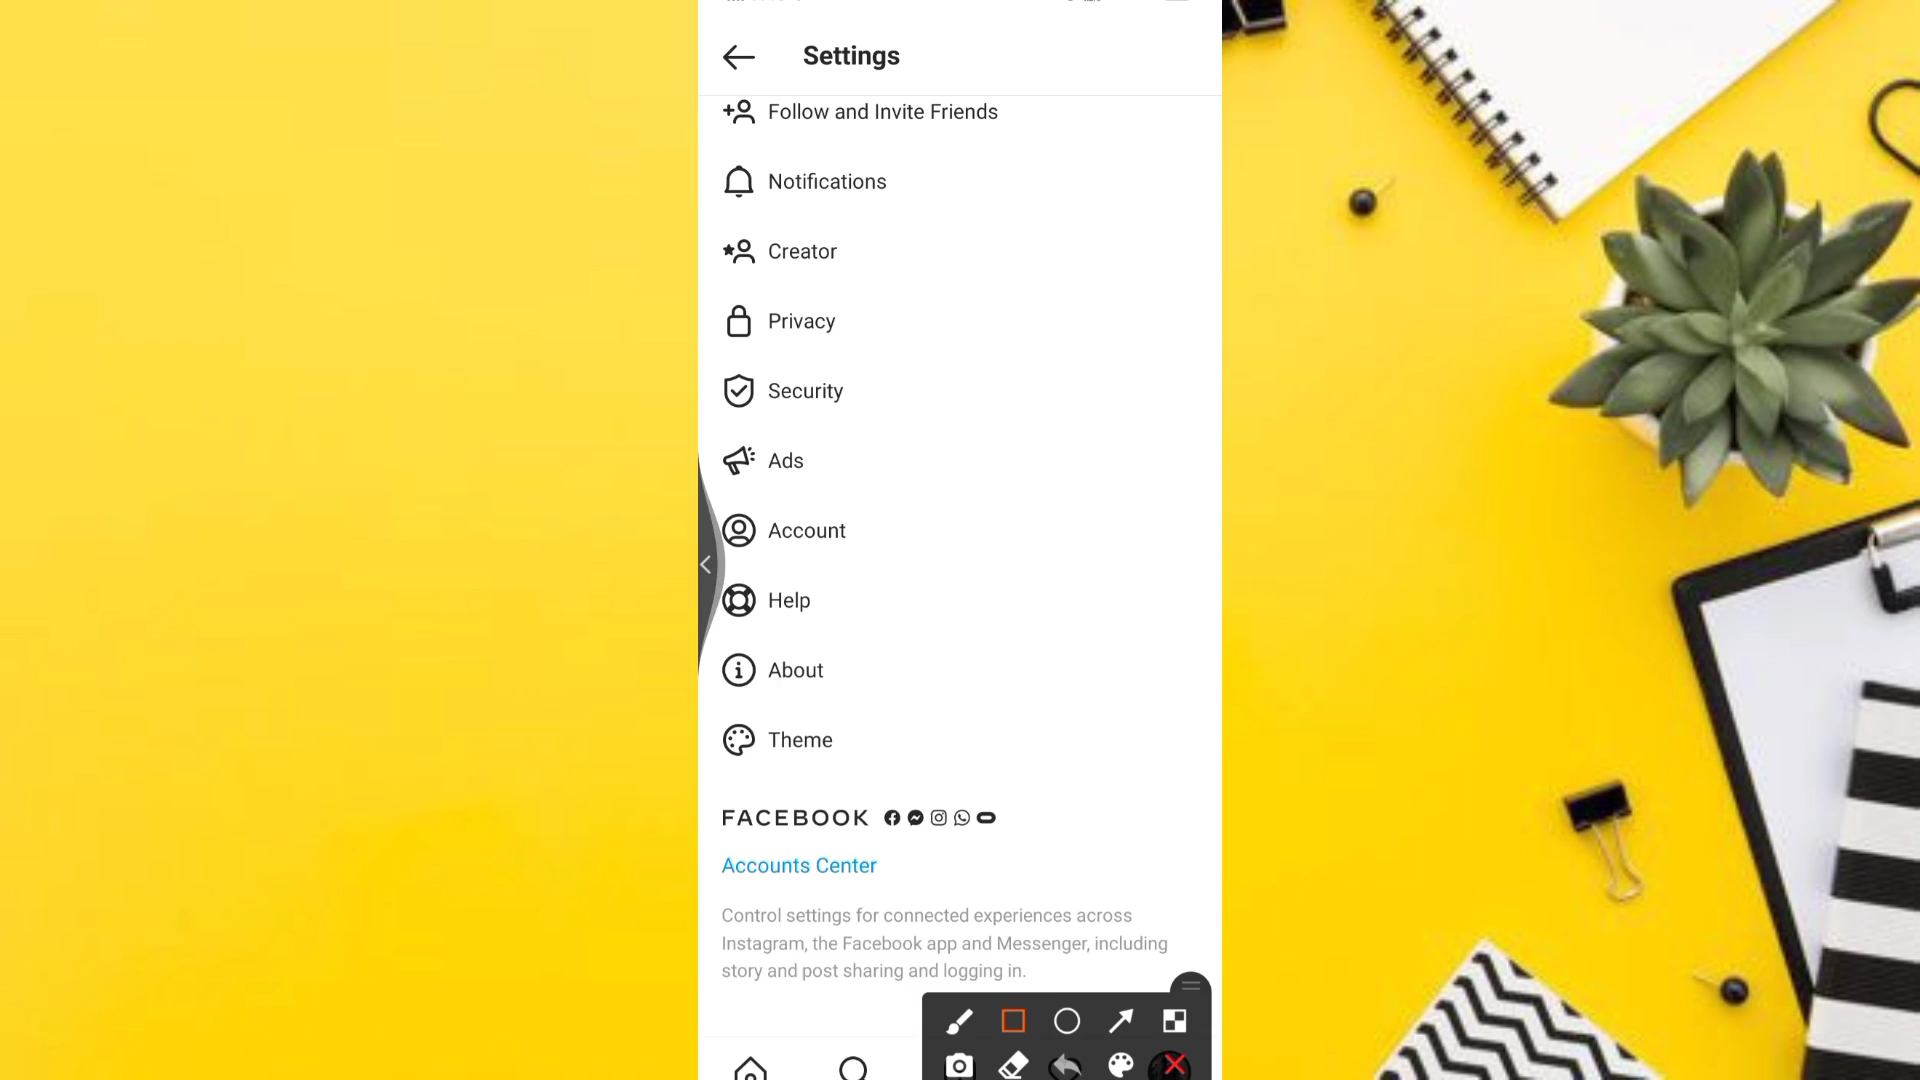 Settings
Follow and Invite Friends
Notifications
Creator
Privacy
Security
Ads
Account
Help
About
Theme
FACEBOOK
Accounts Center
Control settings for connected experiences across
Instagram, the Facebook app and Messenger, including
story and post sharing and logging in.